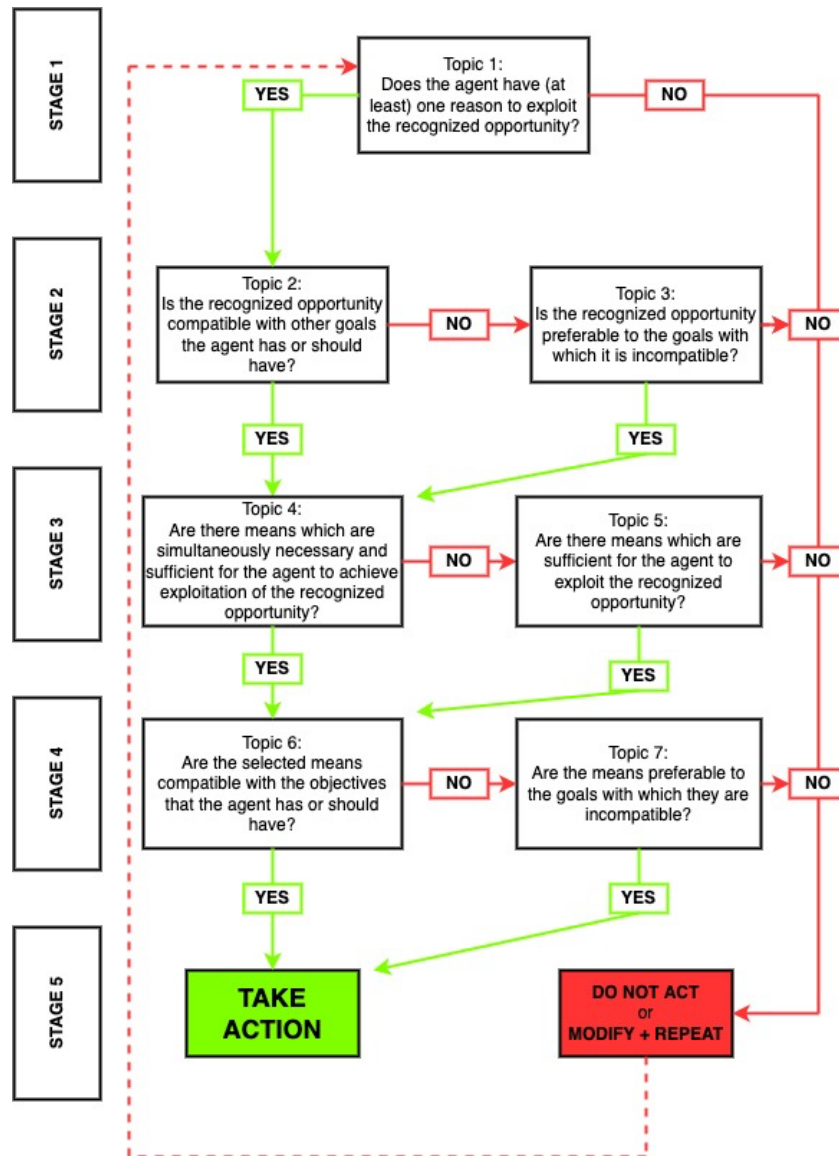 STAGE 1
Topic 1:
Does the agent have (at
least) one reason to exploit
the recognized opportunity?
YES
NO
STAGE 2
Topic 2:
Is the recognized opportunity
compatible with other goals
the agent has or should
have?
NO
Topic 3:
Is the recognized opportunity
preferable to the goals with
which it is incompatible?
NO
YES
YES
STAGE 3
Topic 4:
Are there means which are
simultaneously necessary and
sufficient for the agent to achieve
exploitation of the recognized
opportunity?
NO
Topic 5:
Are there means which are
sufficient for the agent to
exploit the recognized
opportunity?
NO
YES
YES
STAGE 4
Topic 6:
Are the selected means
compatible with the objectives
that the agent has or should
have?
NO
Topic 7:
Are the means preferable to
the goals with which they are
incompatible?
NO
YES
YES
STAGE 5
TAKE
ACTION
DO NOT ACT
or
MODIFY + REPEAT